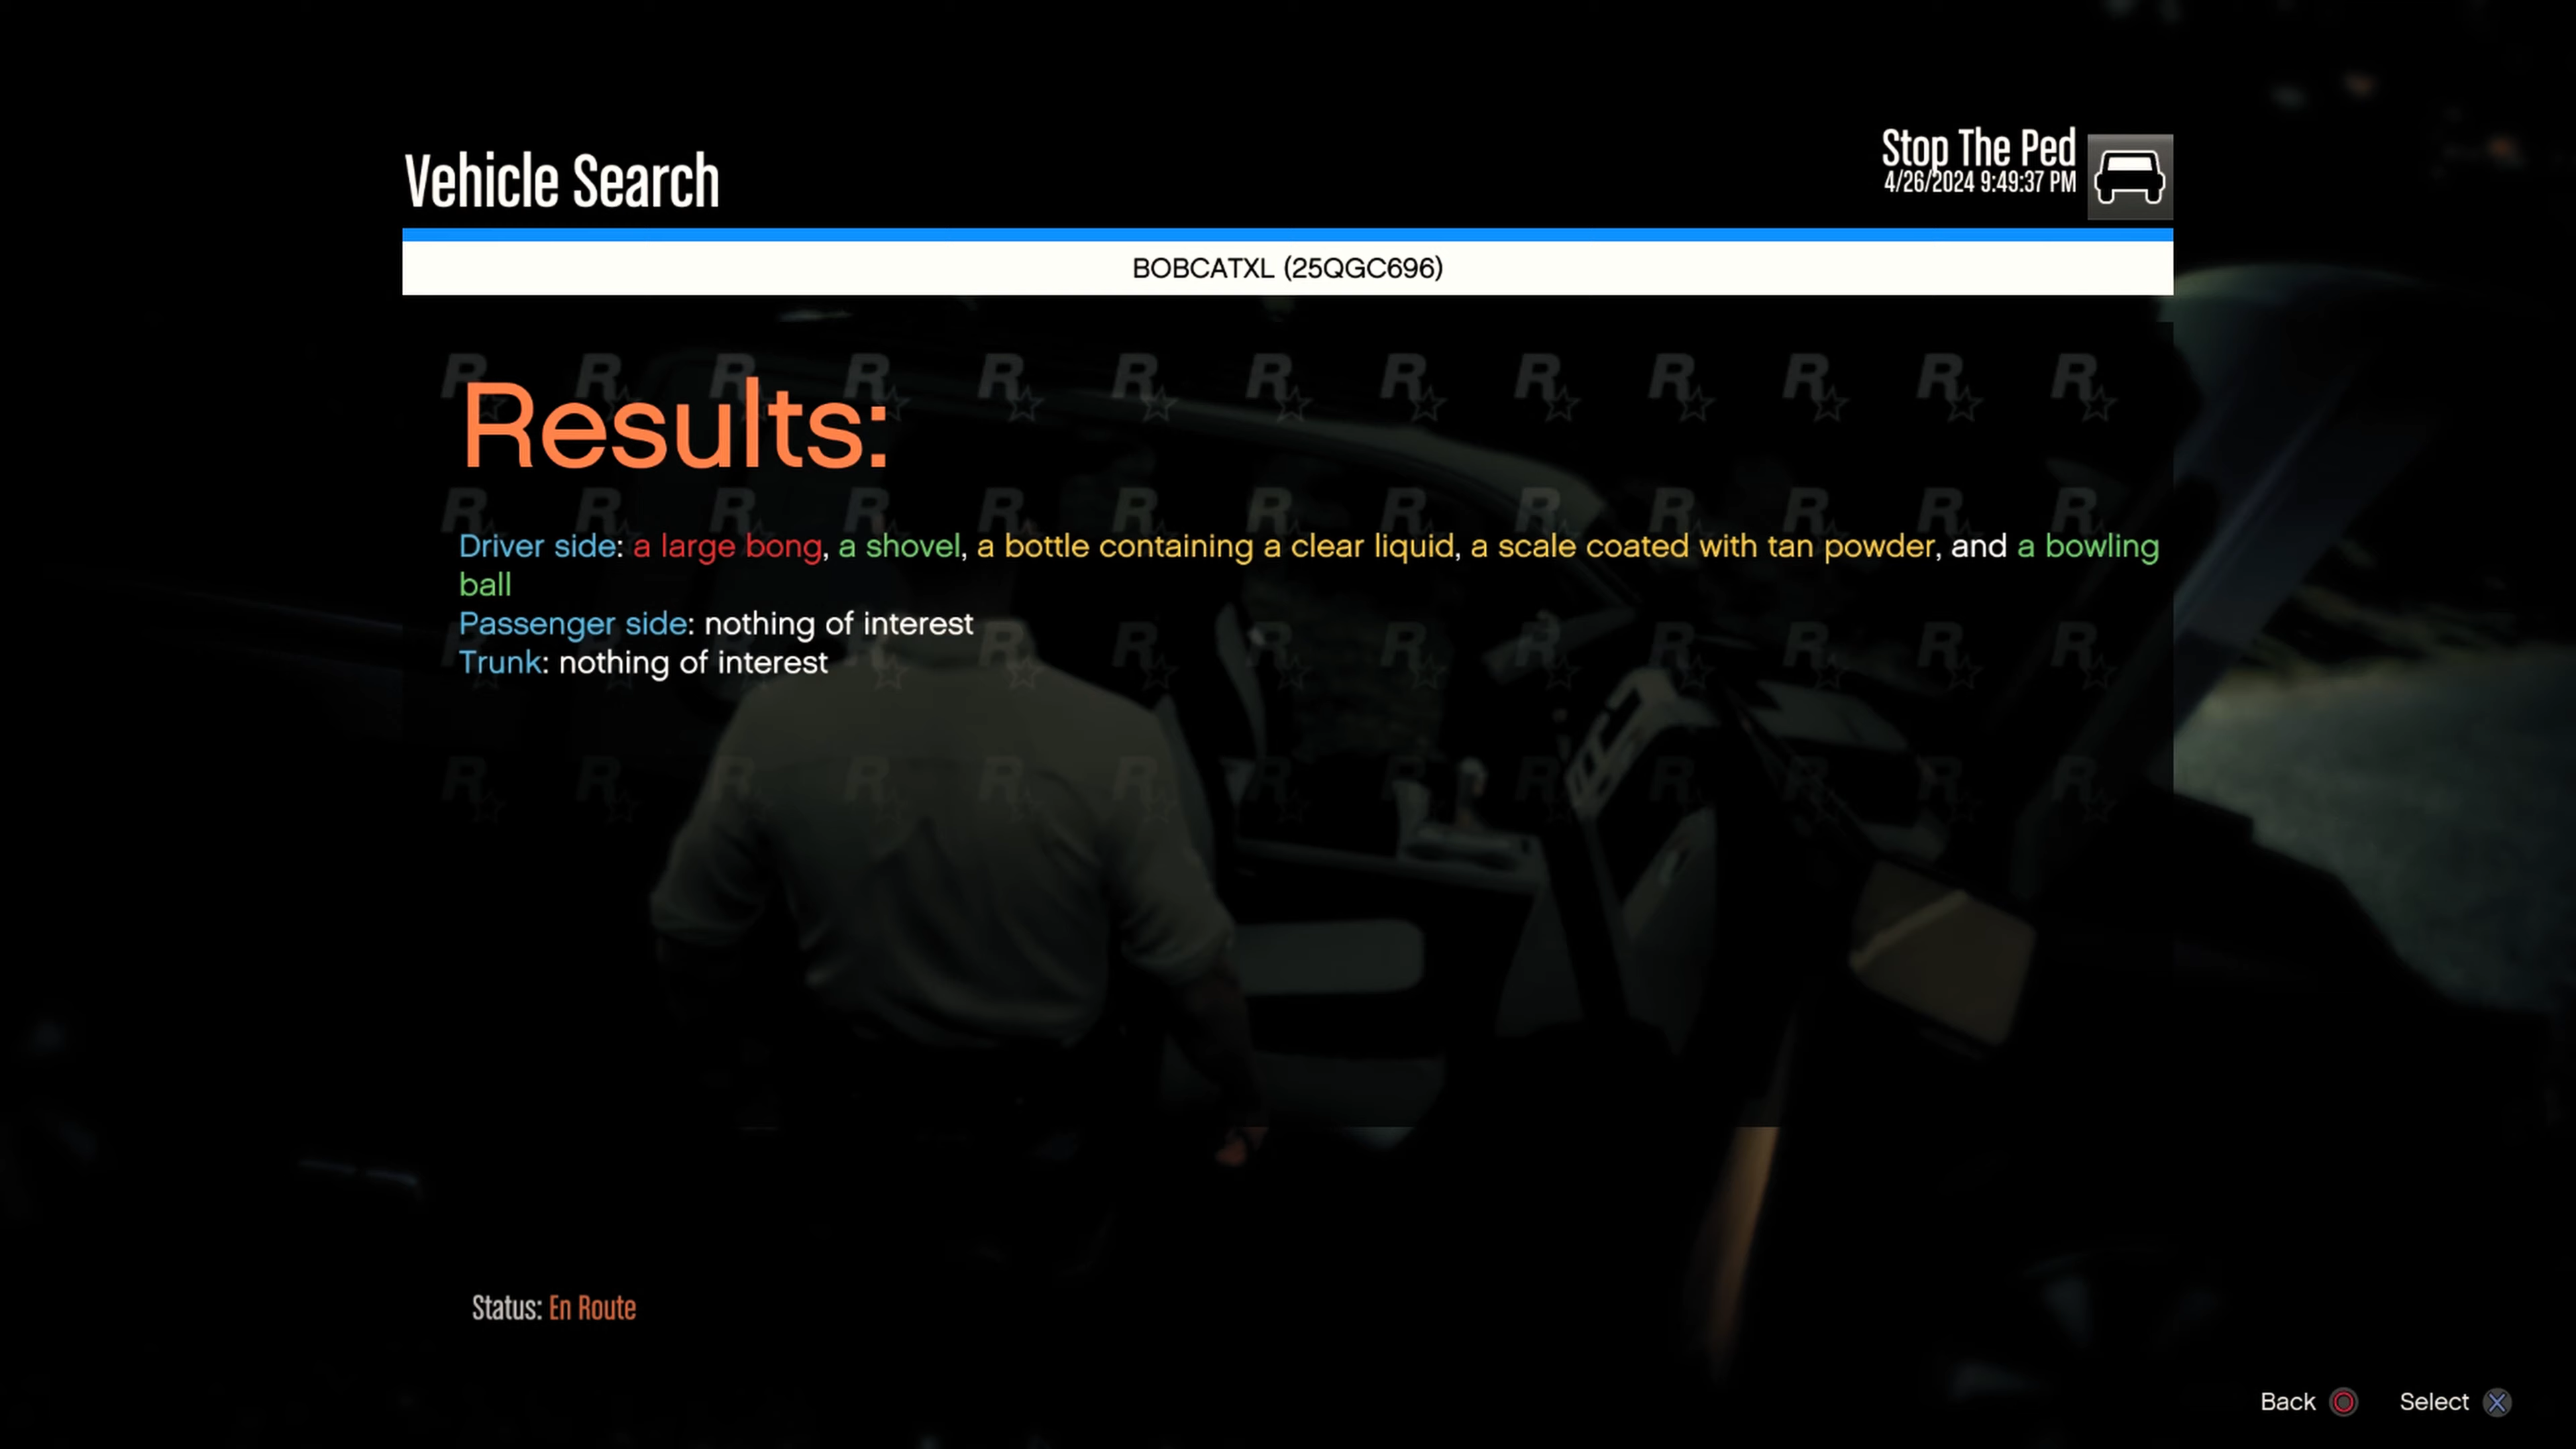 Vehicle Search
Stop The Ped
4/26/2024 9:49:37 PM
BOBCATXL (25QGC696)
Results:
Driver side: a large bong, a shovel, a bottle containing a clear liquid, a scale coated with tan powder, and a bowling
ball
Passenger side: nothing of interest
Trunk: nothing of interest
Status: En Route
Back Select